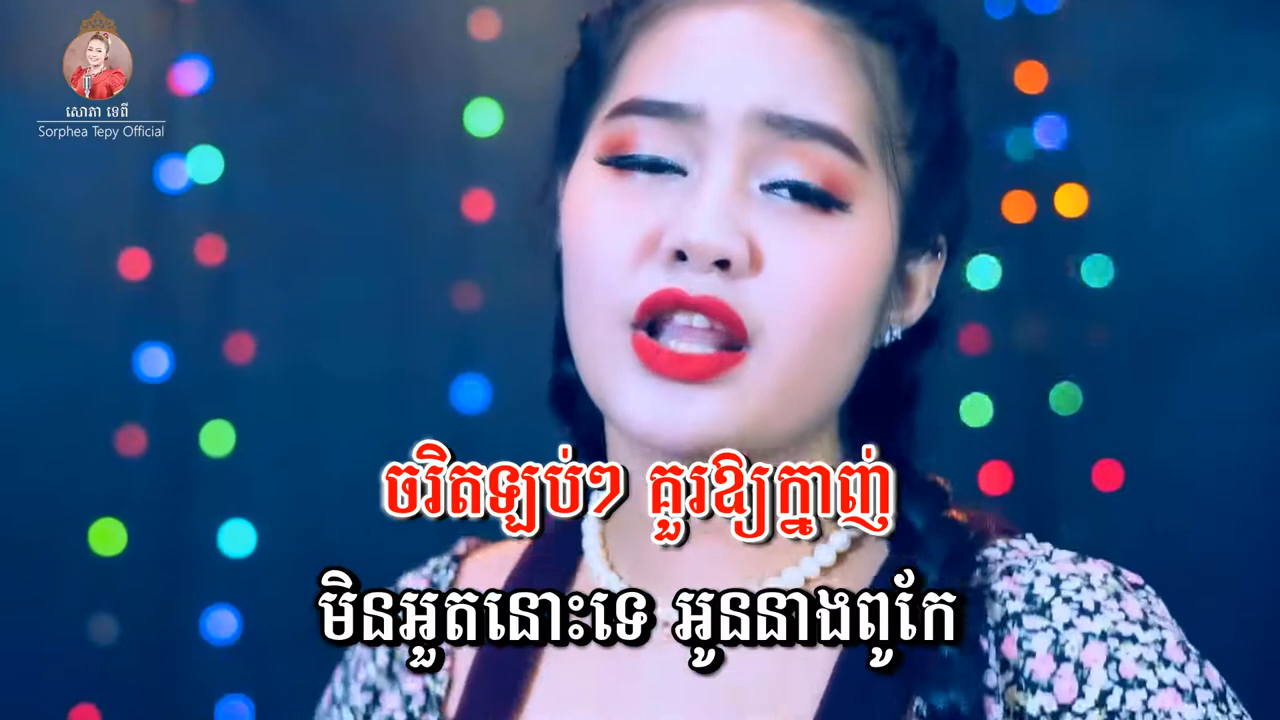 សោភា ទេពី
Sorphea Tepy Official
ចរិតឡប់ៗ គួរឱ្យក្នាញ់
មិនអួតនោះទេ អូននាងពូកែ